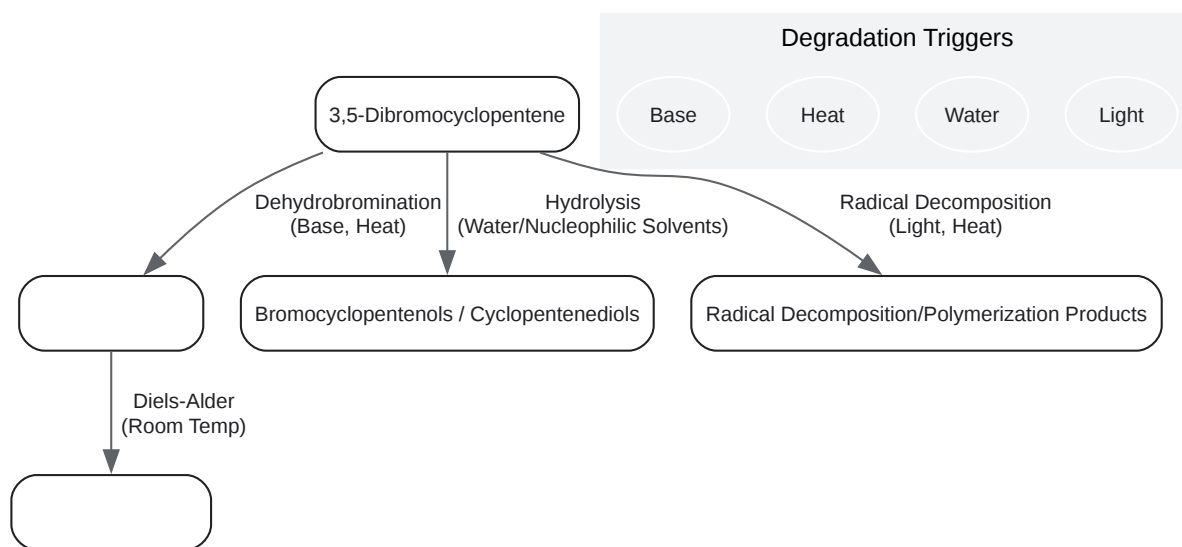 Degradation Triggers
3,5-Dibromocyclopentene
Base
Heat
Water
Light
Dehydrobromination
(Base, Heat)
Hydrolysis
(Water/Nucleophilic Solvents)
Radical Decomposition
(Light, Heat)
Bromocyclopentenols / Cyclopentenediols
Radical Decomposition/Polymerization Products
Diels-Alder
(Room Temp)